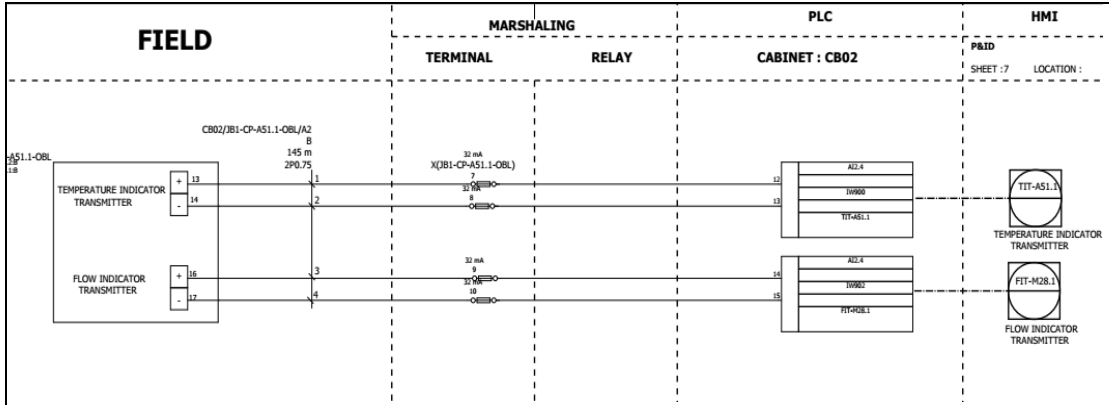 FIELD
MARSHALING
TERMINAL
RELAY
PLC
CABINET : CB02
HMI
P&ID
SHEET :7 LOCATION :
CB02/JB1-CP-A51.1-OBL/A2
B
145 m
2P0.75
-A51.1-OBL
TEMPERATURE INDICATOR
TRANSMITTER
+ 13
- 14
1
2
32 mA
X(JB1-CP-A51.1-OBL)
7
32 mA
8
12
13
AI2.4
IW900
TIT-A51.1
TIT-A51.1
TEMPERATURE INDICATOR
TRANSMITTER
FLOW INDICATOR
TRANSMITTER
+ 16
- 17
3
4
32 mA
9
32 mA
10
14
15
AI2.4
IW902
FIT-M28.1
FIT-M28.1
FLOW INDICATOR
TRANSMITTER